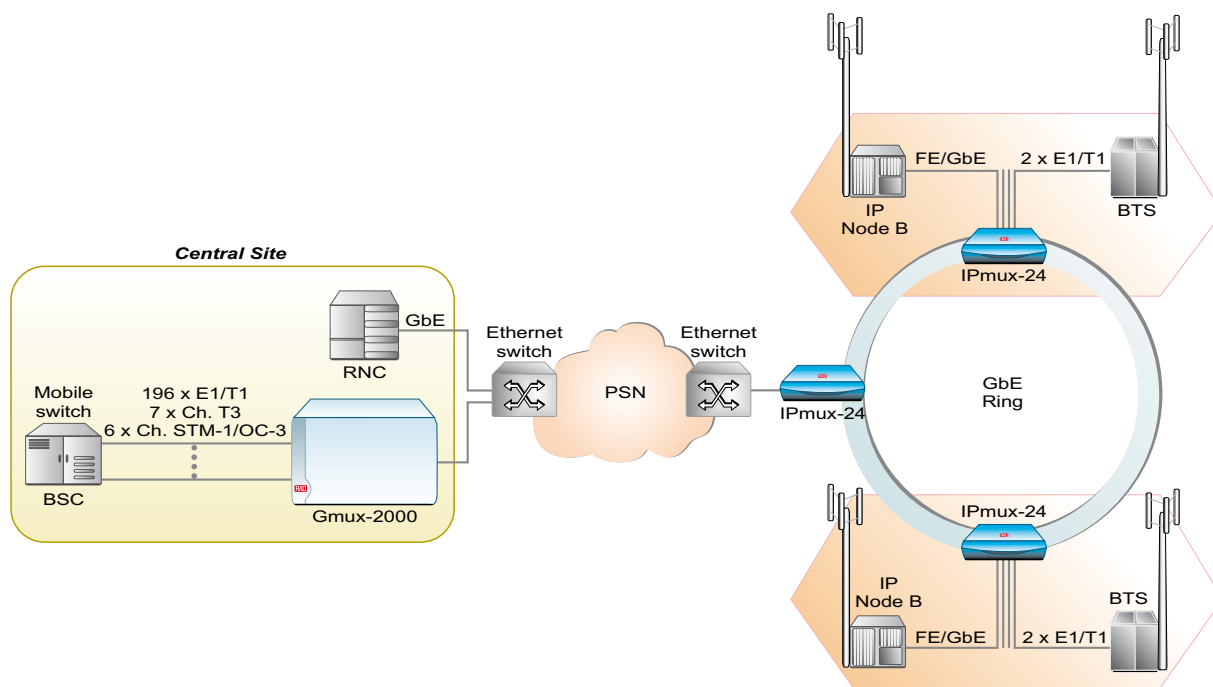 Central Site
RNC
GbE
Mobile
switch
BSC
196 x E1/T1
7 x Ch. T3
6 x Ch. STM-1/OC-3
RAD
Gmux-2000
Ethernet
switch
PSN
Ethernet
switch
IPmux-24
GbE
Ring
FE/GbE
2 x E1/T1
IP
Node B
BTS
IPmux-24
IPmux-24
IP
Node B
BTS
FE/GbE
2 x E1/T1